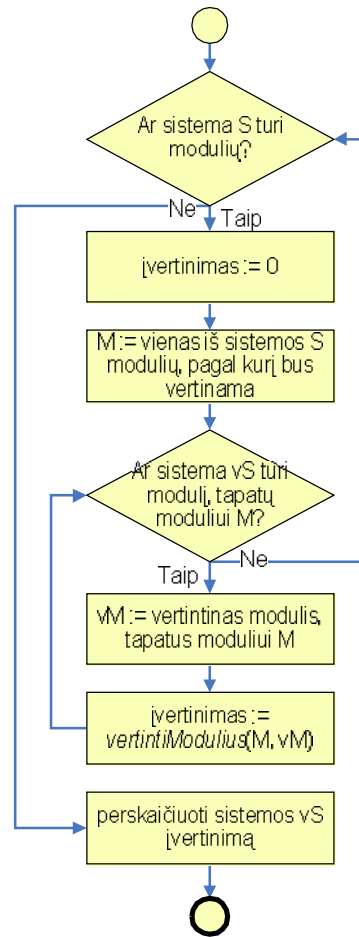 Ar sistema S turi
modulių?
Ne
Taip
įvertinimas := 0
M := vienas iš sistemos S
modulių, pagal kurį bus
vertinama
Ar sistema vS turi
modulį, tapatų
moduliui M?
Ne
Taip
vM := vertintinas modulis,
tapatus moduliui M
įvertinimas :=
vertintiModulius(M, vM)
perskaičiuoti sistemos vS
įvertinimą